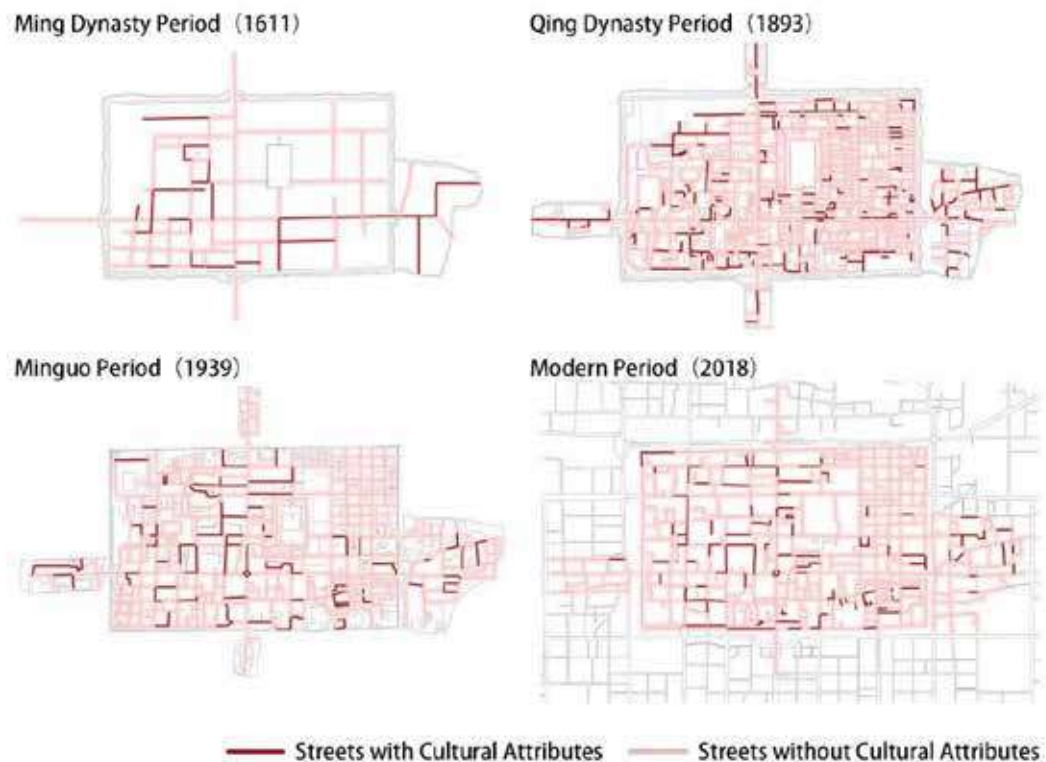 Ming Dynasty Period（1611）
Qing Dynasty Period（1893）
Minguo Period（1939）
Modern Period（2018）
Streets with Cultural Attributes
Streets without Cultural Attributes